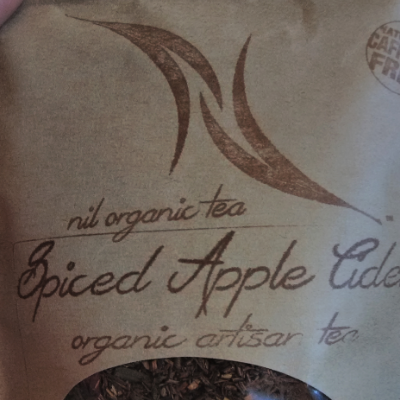 nil organic tea
Spiced Apple Cide
organic artisan tea